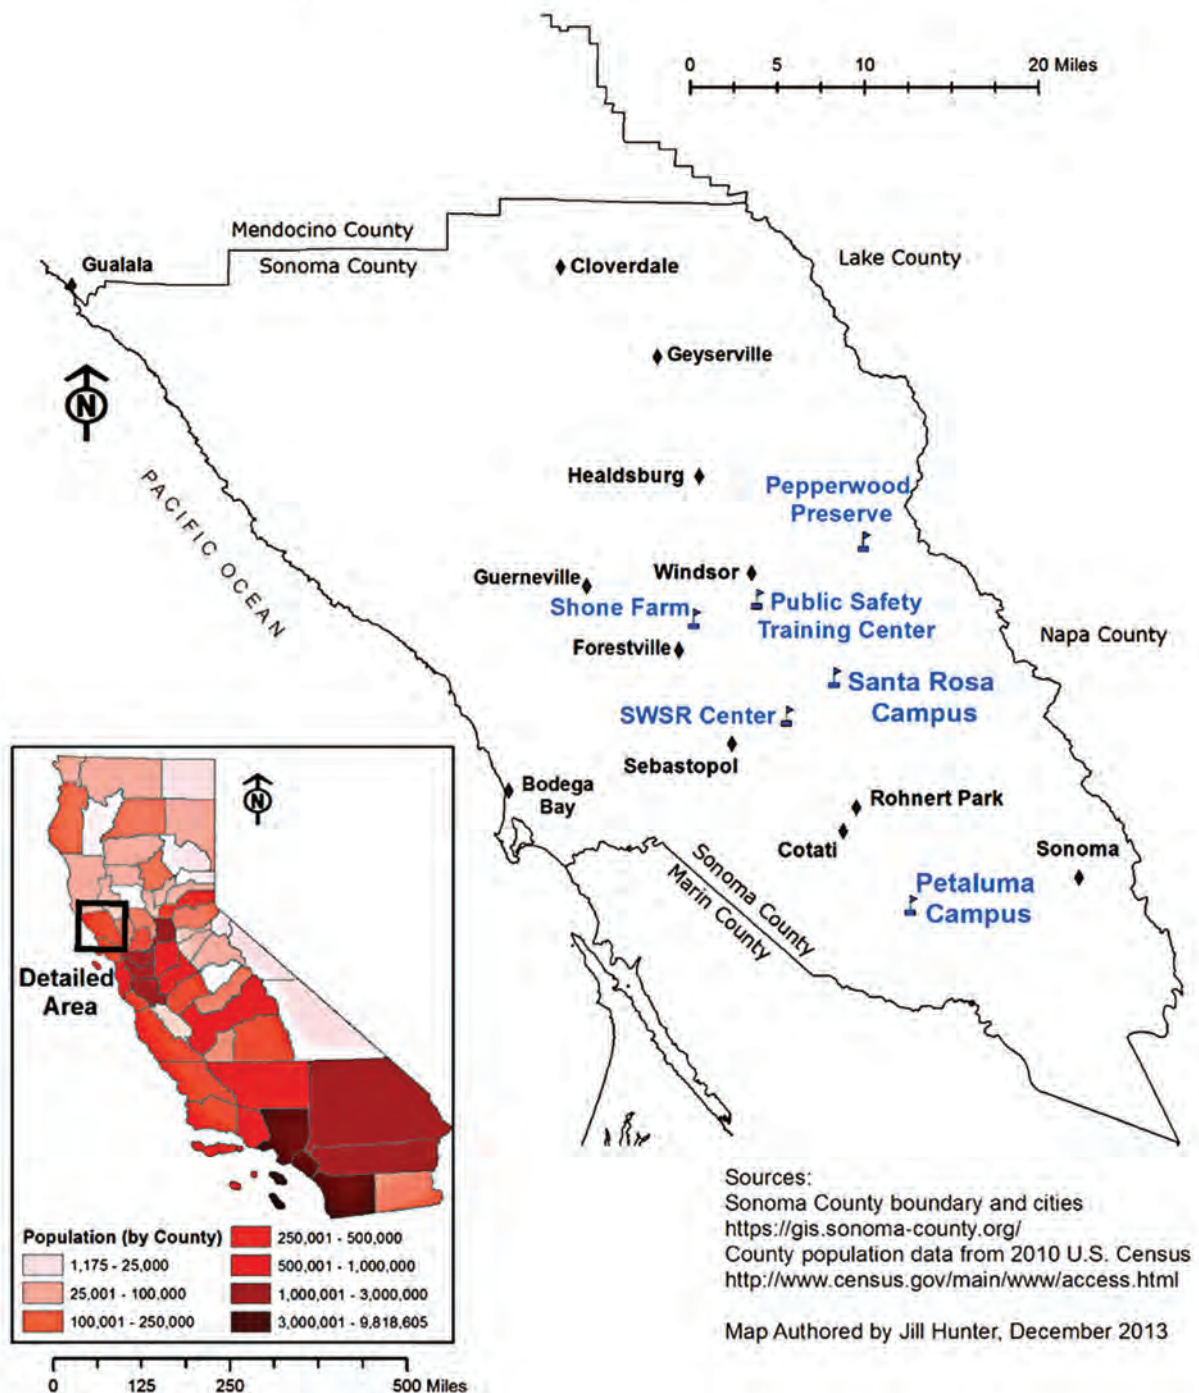 0 5 10 20 Miles
Mendocino County
Sonoma County
Lake County
Gualala
Cloverdale
Geyserville
N
Healdsburg
Pepperwood
Preserve
PACIFIC OCEAN
Guerneville
Windsor
Shone Farm
Public Safety
Training Center
Napa County
Forestville
Santa Rosa
Campus
SWSR Center
Sebastopol
Bodega
Bay
Rohnert Park
Cotati
Sonoma
Sonoma County
Marin County
Petaluma
Campus
N
Detailed
Area
Population (by County)
1,175 - 25,000
25,001 - 100,000
100,001 - 250,000
250,001 - 500,000
500,001 - 1,000,000
1,000,001 - 3,000,000
3,000,001 - 9,818,605
0 125 250 500 Miles
Sources:
Sonoma County boundary and cities
https://gis.sonoma-county.org/
County population data from 2010 U.S. Census
http://www.census.gov/main/www/access.html
Map Authored by Jill Hunter, December 2013